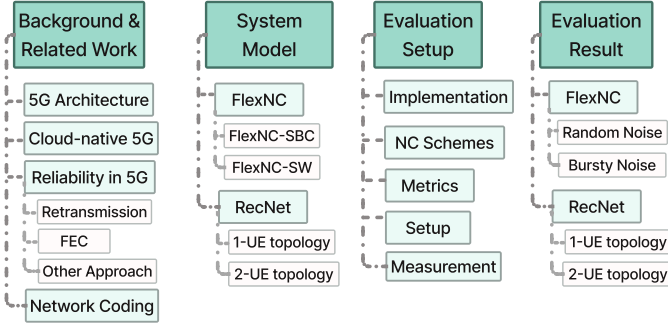 Background &
Related Work
5G Architecture
Cloud-native 5G
Reliability in 5G
Retransmission
FEC
Other Approach
Network Coding
System
Model
FlexNC
FlexNC-SBC
FlexNC-SW
RecNet
1-UE topology
2-UE topology
Evaluation
Setup
Implementation
NC Schemes
Metrics
Setup
Measurement
Evaluation
Result
FlexNC
Random Noise
Bursty Noise
RecNet
1-UE topology
2-UE topology